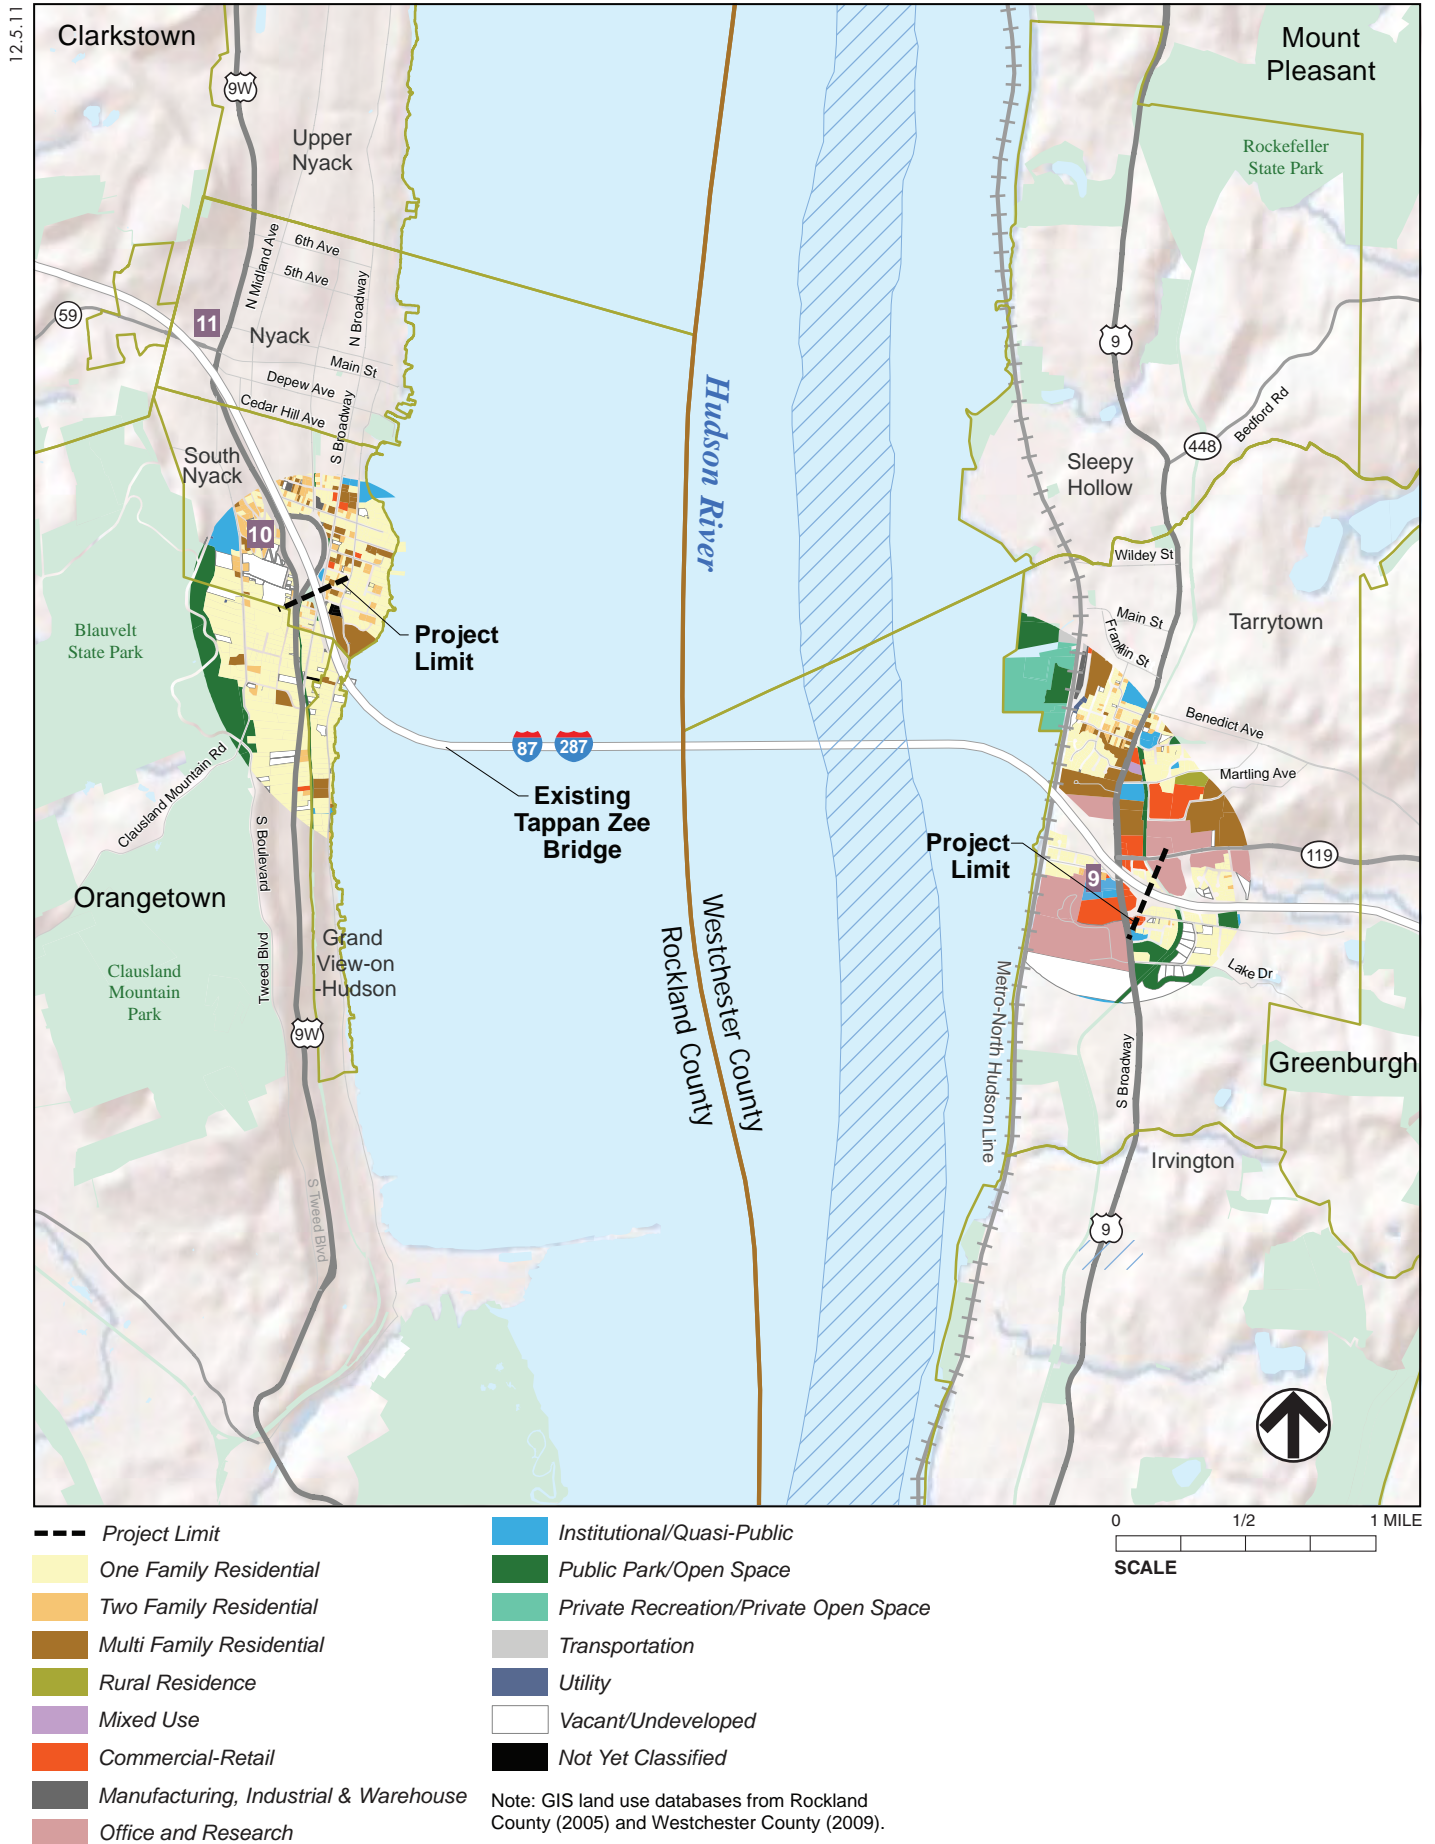 12.5.11
Clarkstown
Mount
Pleasant
9W
Upper
Nyack
Rockefeller
State Park
6th Ave
5th Ave
N Midland Ave
N Broadway
59
11
Nyack
Main St
Depew Ave
Cedar Hill Ave
S Broadway
9
Hudson River
Bedford Rd
448
South
Nyack
Sleepy
Hollow
10
Wildey St
Main St
Franklin St
Tarrytown
Blauvelt
State Park
Project
Limit
Benedict Ave
Clausland Mountain Rd
87
287
Martling Ave
Existing
Tappan Zee
Bridge
S Boulevard
Project
Limit
119
9
Orangetown
Tweed Blvd
Grand
View-on
-Hudson
Westchester County
Rockland County
Clausland
Mountain
Park
Lake Dr
Metro-North Hudson Line
9W
S Broadway
Greenburgh
Irvington
S Tweed Blvd
9
Project Limit
One Family Residential
Two Family Residential
Multi Family Residential
Rural Residence
Mixed Use
Commercial-Retail
Manufacturing, Industrial & Warehouse
Office and Research
Institutional/Quasi-Public
Public Park/Open Space
Private Recreation/Private Open Space
Transportation
Utility
Vacant/Undeveloped
Not Yet Classified
Note: GIS land use databases from Rockland
County (2005) and Westchester County (2009).
0 1/2 1 MILE
SCALE